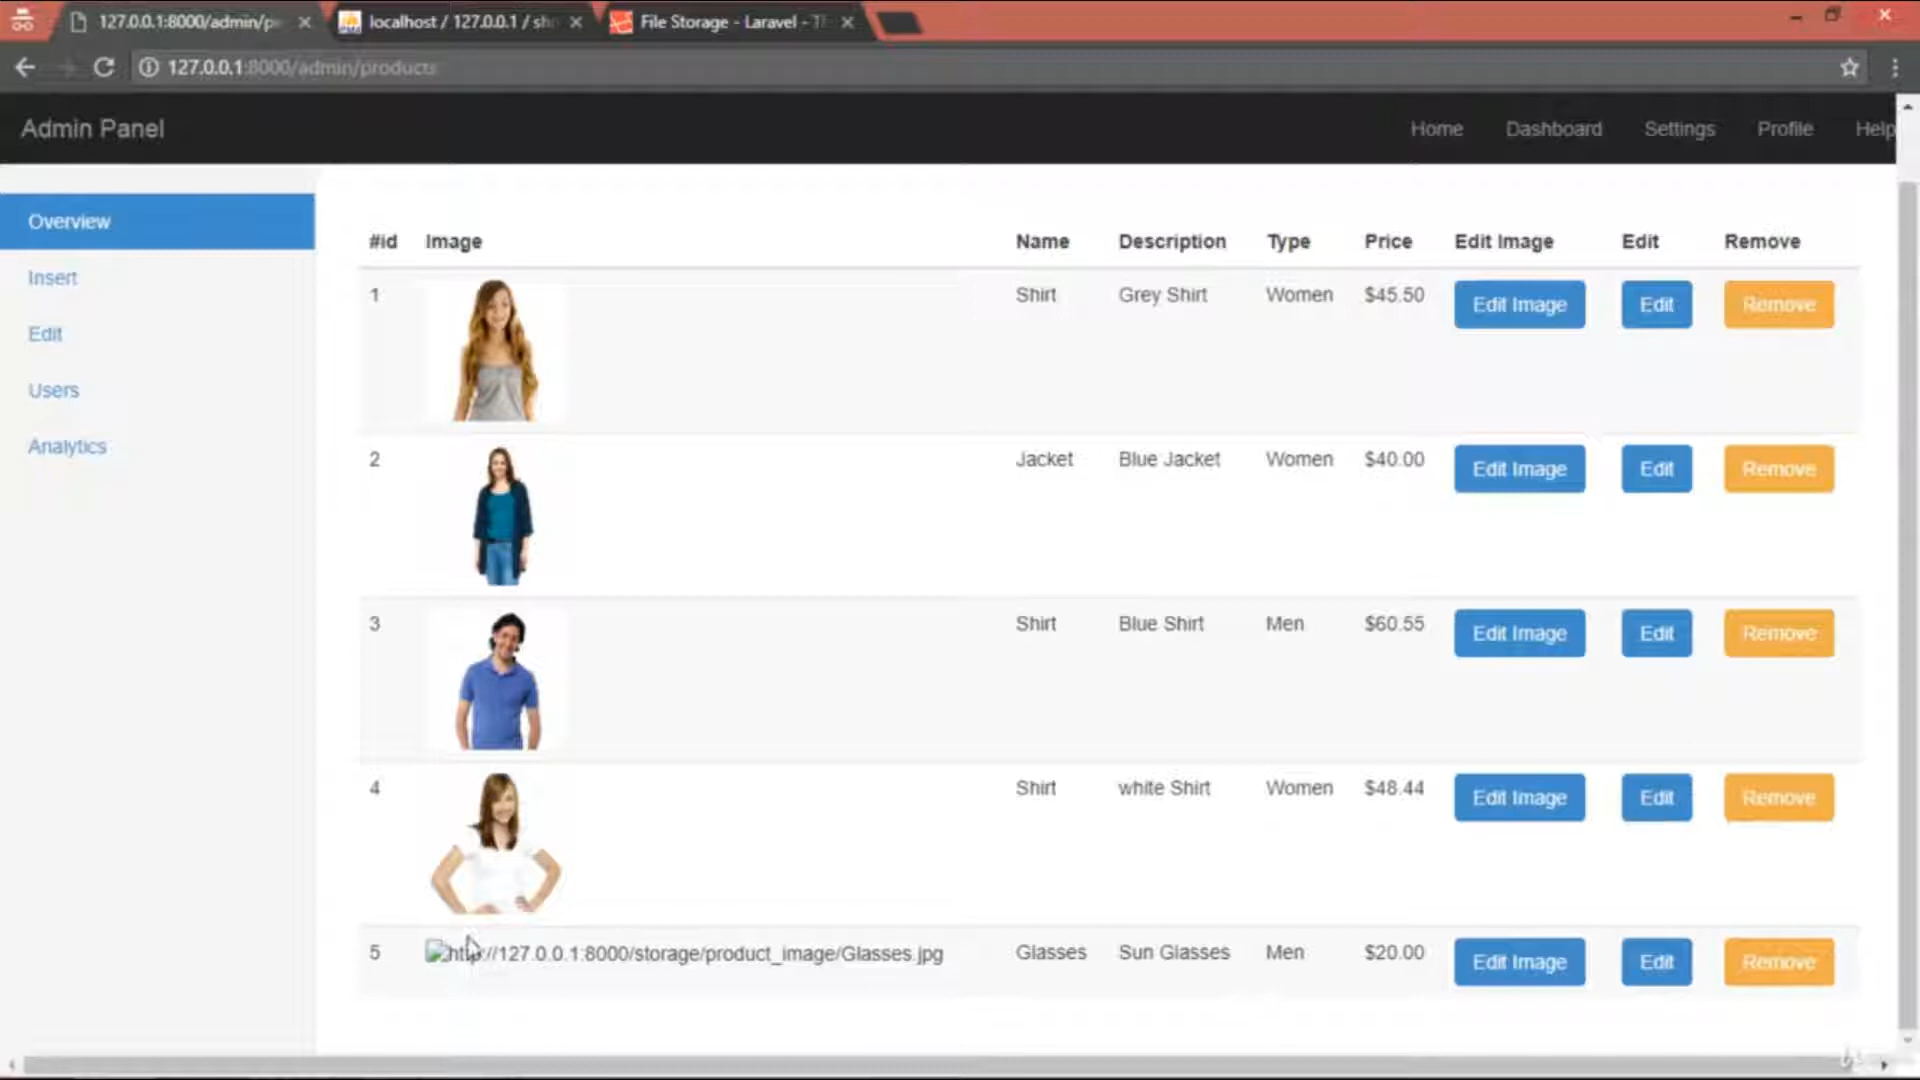 127.0.0.1:8000/admin/p
localhost / 127.0.0.1 / sh
File Storage - Laravel - T
127.0.0.1:8000/admin/products
Admin Panel
Home Dashboard Settings Profile Help
Overview
Insert
Edit
Users
Analytics
#id Image Name Description Type Price Edit Image Edit Remove
1 Shirt Grey Shirt Women $45.50 Edit Image Edit Remove
2 Jacket Blue Jacket Women $40.00 Edit Image Edit Remove
3 Shirt Blue Shirt Men $60.55 Edit Image Edit Remove
4 Shirt white Shirt Women $48.44 Edit Image Edit Remove
5 http://127.0.0.1:8000/storage/product_image/Glasses.jpg Glasses Sun Glasses Men $20.00 Edit Image Edit Remove